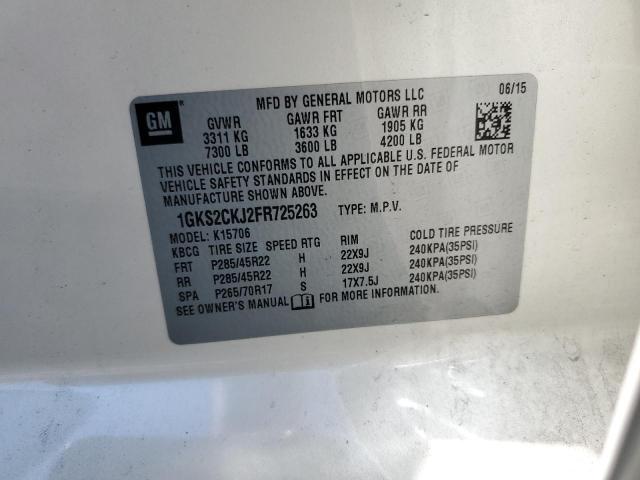 GM ®
MFD BY GENERAL MOTORS LLC 06/15
GVWR GAWR FRT GAWR RR
3311 KG 1633 KG 1905 KG
7300 LB 3600 LB 4200 LB
THIS VEHICLE CONFORMS TO ALL APPLICABLE U.S. FEDERAL MOTOR
VEHICLE SAFETY STANDARDS IN EFFECT ON THE DATE OF
MANUFACTURE SHOWN ABOVE.
1GKS2CKJ2FR725263 TYPE: M.P.V.
MODEL: K15706
KBCG TIRE SIZE SPEED RTG RIM COLD TIRE PRESSURE
FRT P285/45R22 H 22X9J 240KPA(35PSI)
RR P285/45R22 H 22X9J 240KPA(35PSI)
SPA P265/70R17 S 17X7.5J 240KPA(35PSI)
SEE OWNER'S MANUAL FOR MORE INFORMATION.